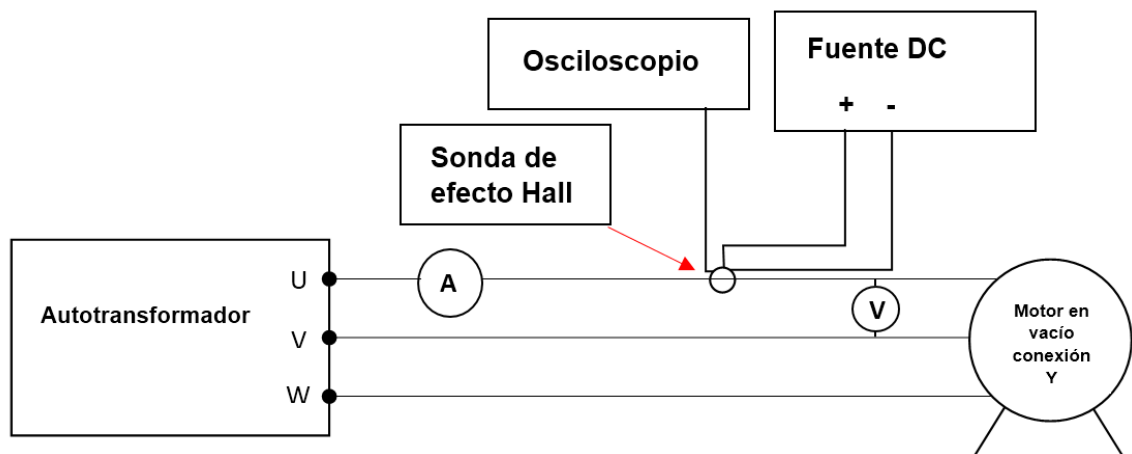 Osciloscopio
Fuente DC
+ -
Sonda de
efecto Hall
Autotransformador
U
A
V
V
W
Motor en
vacío
conexión
Y